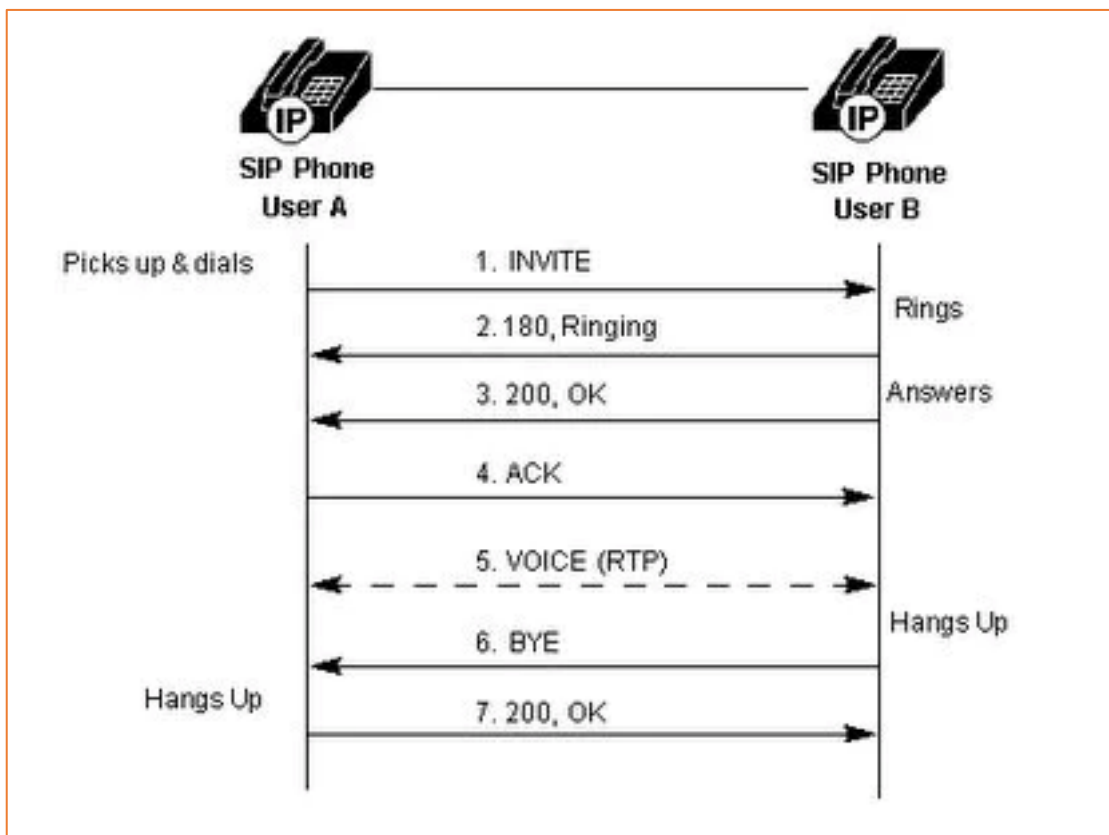 IP
IP
SIP Phone
User A
SIP Phone
User B
Picks up & dials
1. INVITE
Rings
2. 180, Ringing
3. 200, OK
Answers
4. ACK
5. VOICE (RTP)
Hangs Up
6. BYE
Hangs Up
7. 200, OK